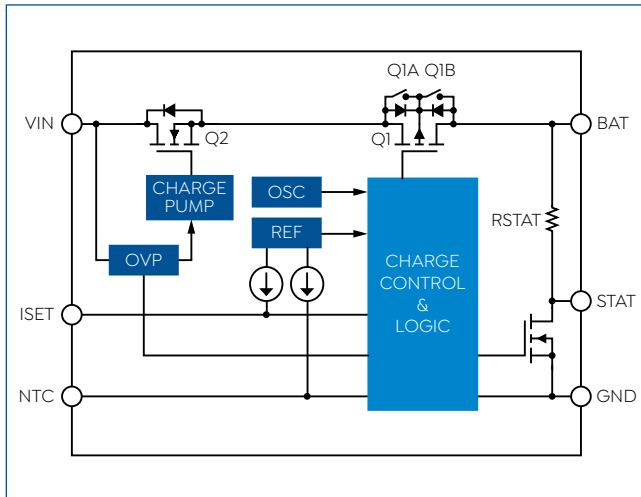 Q1A Q1B
VIN
Q2
Q1
BAT
CHARGE
PUMP
OSC
RSTAT
REF
OVP
CHARGE
CONTROL
&
LOGIC
ISET
STAT
NTC
GND